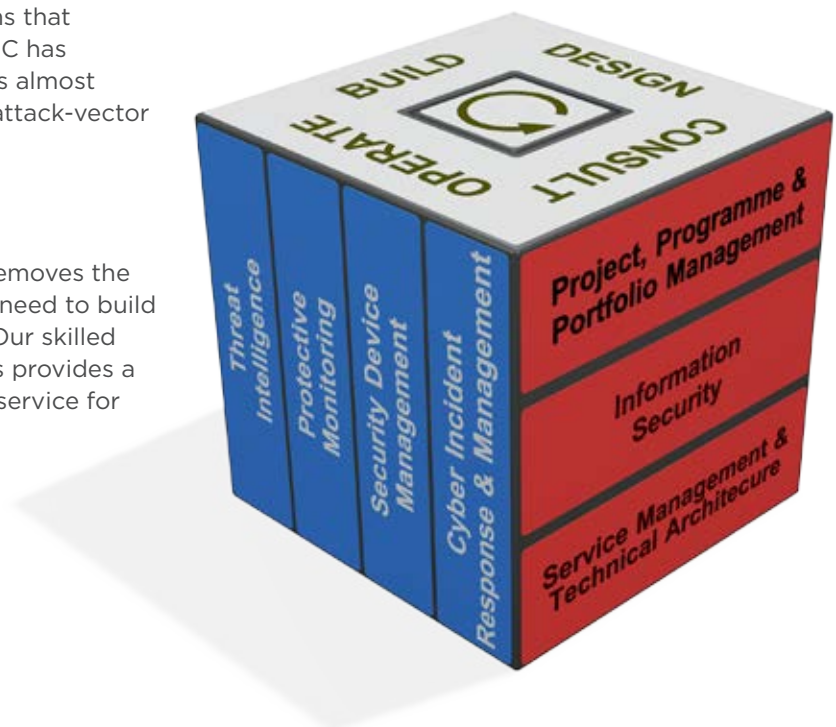 ns that
C has
s almost
attack-vector
emoves the
need to build
Our skilled
s provides a
service for
BUILD
DESIGN
OPERATE
CONSULT
Threat
Intelligence
Protective
Monitoring
Security Device
Management
Cyber Incident
Response & Management
Project, Programme &
Portfolio Management
Information
Security
Service Management &
Technical Architecure